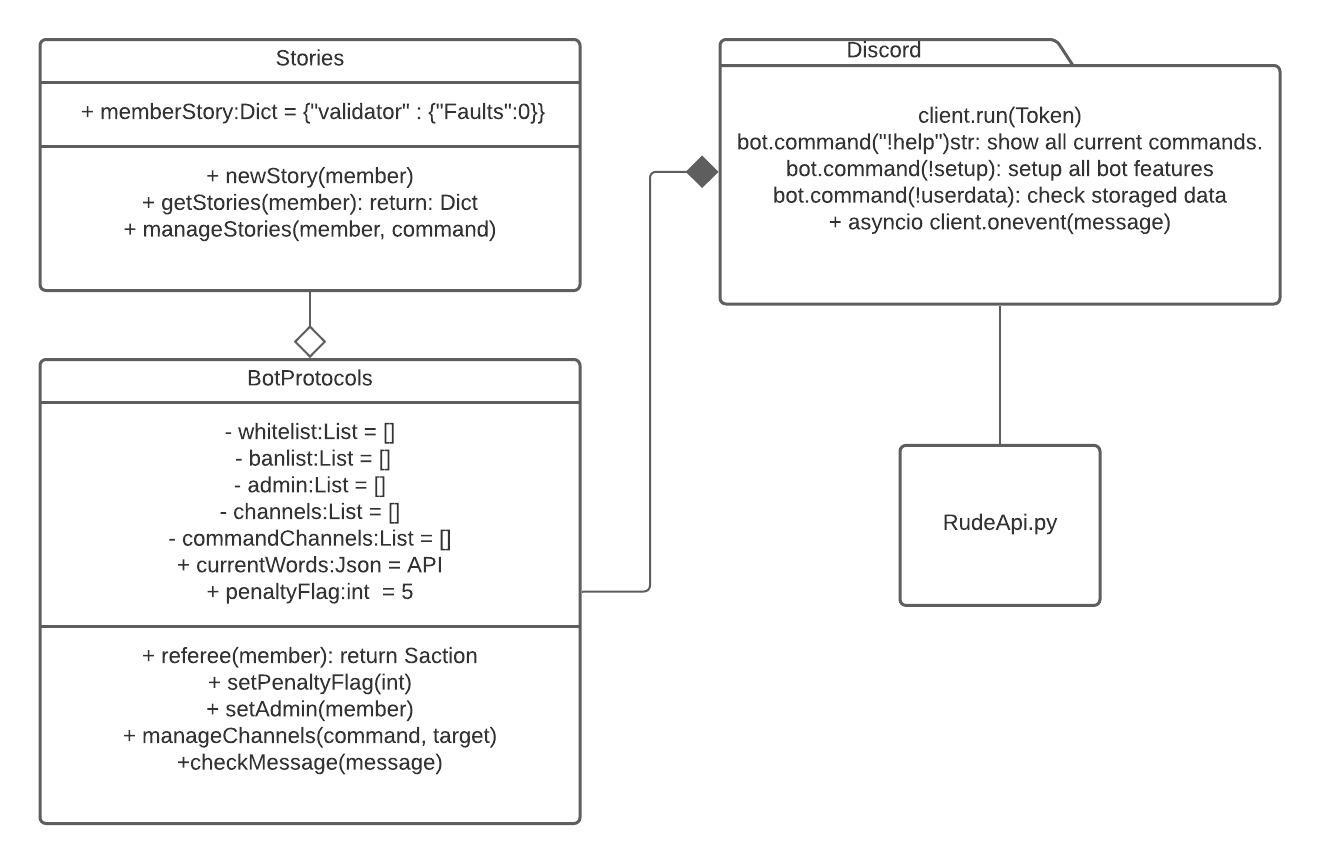 Stories
+ memberStory:Dict = {"validator" : {"Faults":0}}
+ newStory(member)
+ getStories(member): return: Dict
+ manageStories(member, command)
BotProtocols
- whitelist:List = []
- banlist:List = []
- admin:List = []
- channels:List = []
- commandChannels:List = []
+ currentWords:Json = API
+ penaltyFlag:int  = 5
+ referee(member): return Saction
+ setPenaltyFlag(int)
+ setAdmin(member)
+ manageChannels(command, target)
+checkMessage(message)
Discord
client.run(Token)
bot.command("!help")str: show all current commands.
bot.command(!setup): setup all bot features
bot.command(!userdata): check storaged data
+ asyncio client.onevent(message)
RudeApi.py